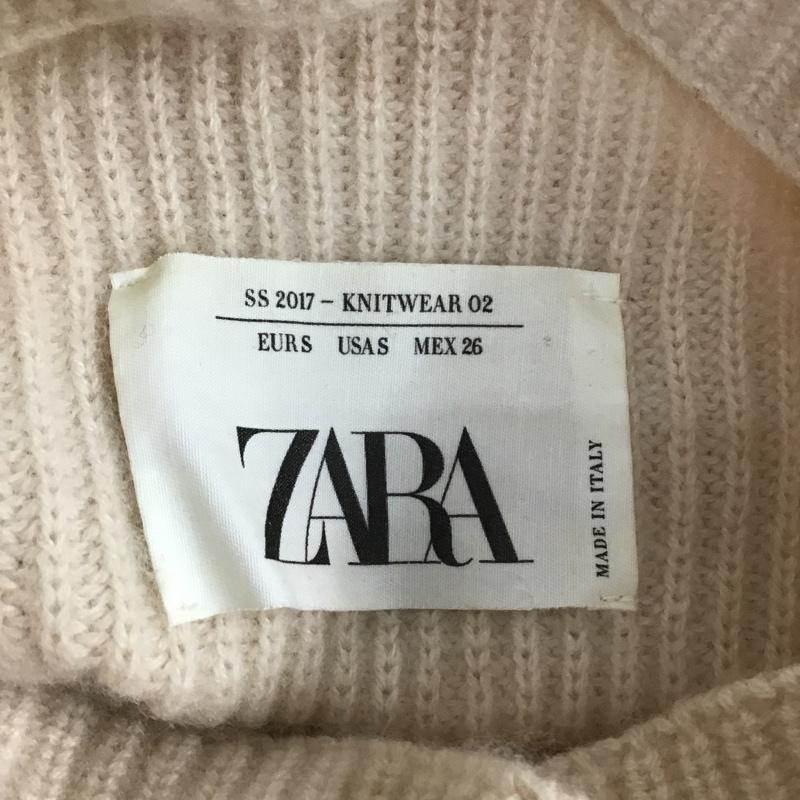 SS 2017 – KNITWEAR 02
EUR S USA S MEX 26
ZARA
MADE IN ITALY